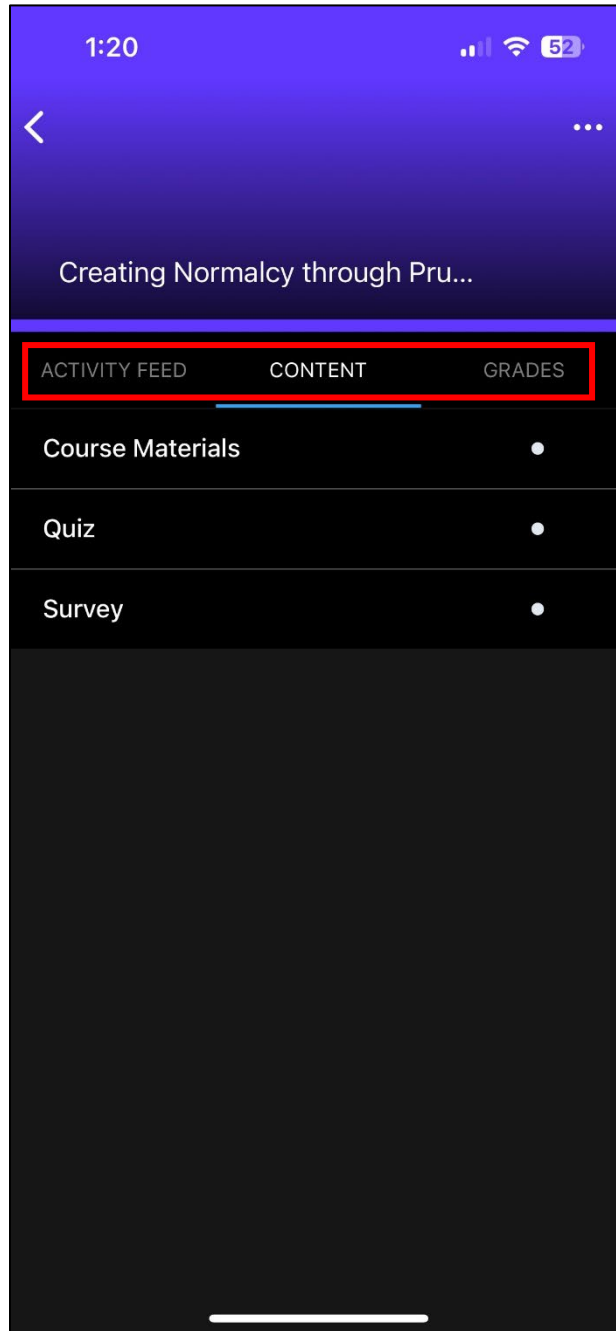 1:20 52
Creating Normalcy through Pru...
ACTIVITY FEED CONTENT GRADES
Course Materials
Quiz
Survey